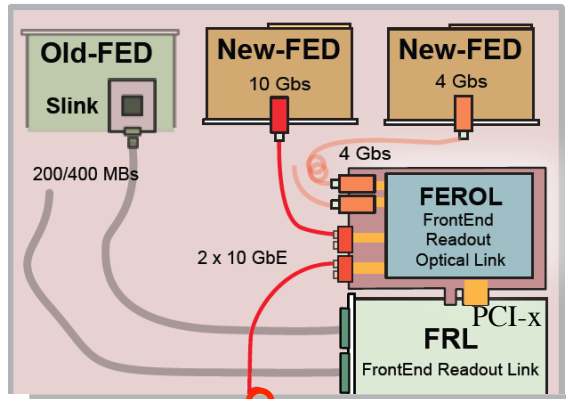 Old-FED
New-FED
New-FED
10 Gbs
4 Gbs
Slink
4 Gbs
200/400 MBs
FEROL
FrontEnd
Readout
Optical Link
2 x 10 GbE
PCI-x
FRL
FrontEnd Readout Link